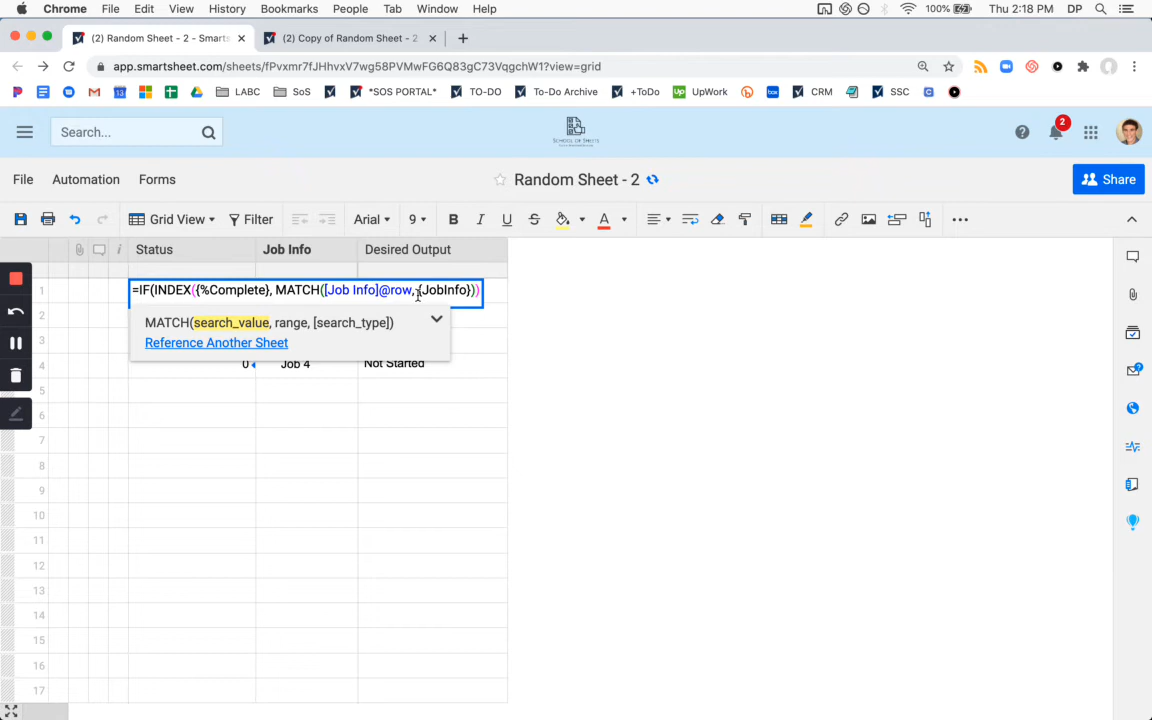 Chrome File Edit View History Bookmarks People Tab Window Help 100% Thu 2:18 PM DP
(2) Random Sheet - 2 - Smarts
(2) Copy of Random Sheet - 2
app.smartsheet.com/sheets/fPvxmr7fJHhvxV7wg58PVMwFG6Q83gC73VqgchW1?view=grid
LABC SoS *SOS PORTAL* TO-DO To-Do Archive +ToDo UpWork CRM SSC
Search...
SCHOOL OF SHEETS
2
File Automation Forms
Random Sheet - 2
Share
Grid View Filter Arial 9 B I U S A
Status Job Info Desired Output
1 =IF(INDEX({%Complete}, MATCH([Job Info]@row, {JobInfo}))
MATCH(search_value, range, [search_type])
Reference Another Sheet
3
4 0 Job 4 Not Started
5
6
7
8
9
10
11
12
13
14
15
16
17